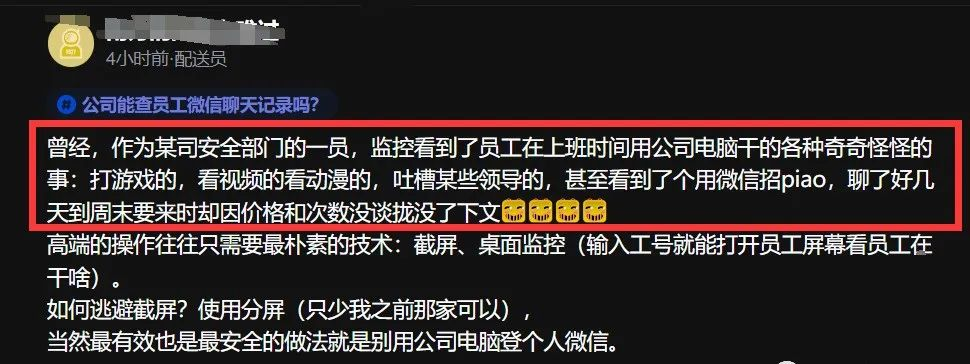 4小时前·配送员
# 公司能查员工微信聊天记录吗?
曾经，作为某司安全部门的一员，监控看到了员工在上班时间用公司电脑干的各种奇奇怪怪的
事：打游戏的，看视频的看动漫的，吐槽某些领导的，甚至看到了个用微信招piao，聊了好几
天到周末要来时却因价格和次数没谈拢没了下文
高端的操作往往只需要最朴素的技术：截屏、桌面监控（输入工号就能打开员工屏幕看员工在
干啥）。
如何逃避截屏？使用分屏（只少我之前那家可以），
当然最有效也是最安全的做法就是别用公司电脑登个人微信。